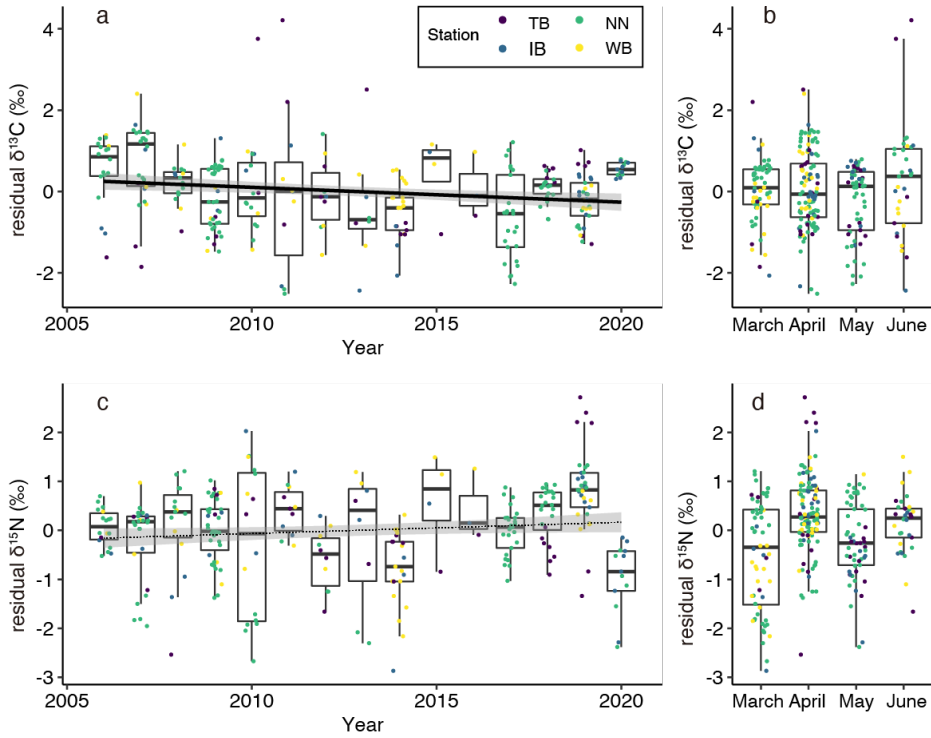 a
Station
TB
NN
IB
WB
b
residual δ¹³C (‰)
4
2
0
-2
2005
2010
2015
2020
Year
residual δ¹³C (‰)
4
2
0
-2
March April May June
c
residual δ¹⁵N (‰)
3
2
1
0
-1
-2
-3
2005
2010
2015
2020
Year
d
residual δ¹⁵N (‰)
3
2
1
0
-1
-2
-3
March April May June